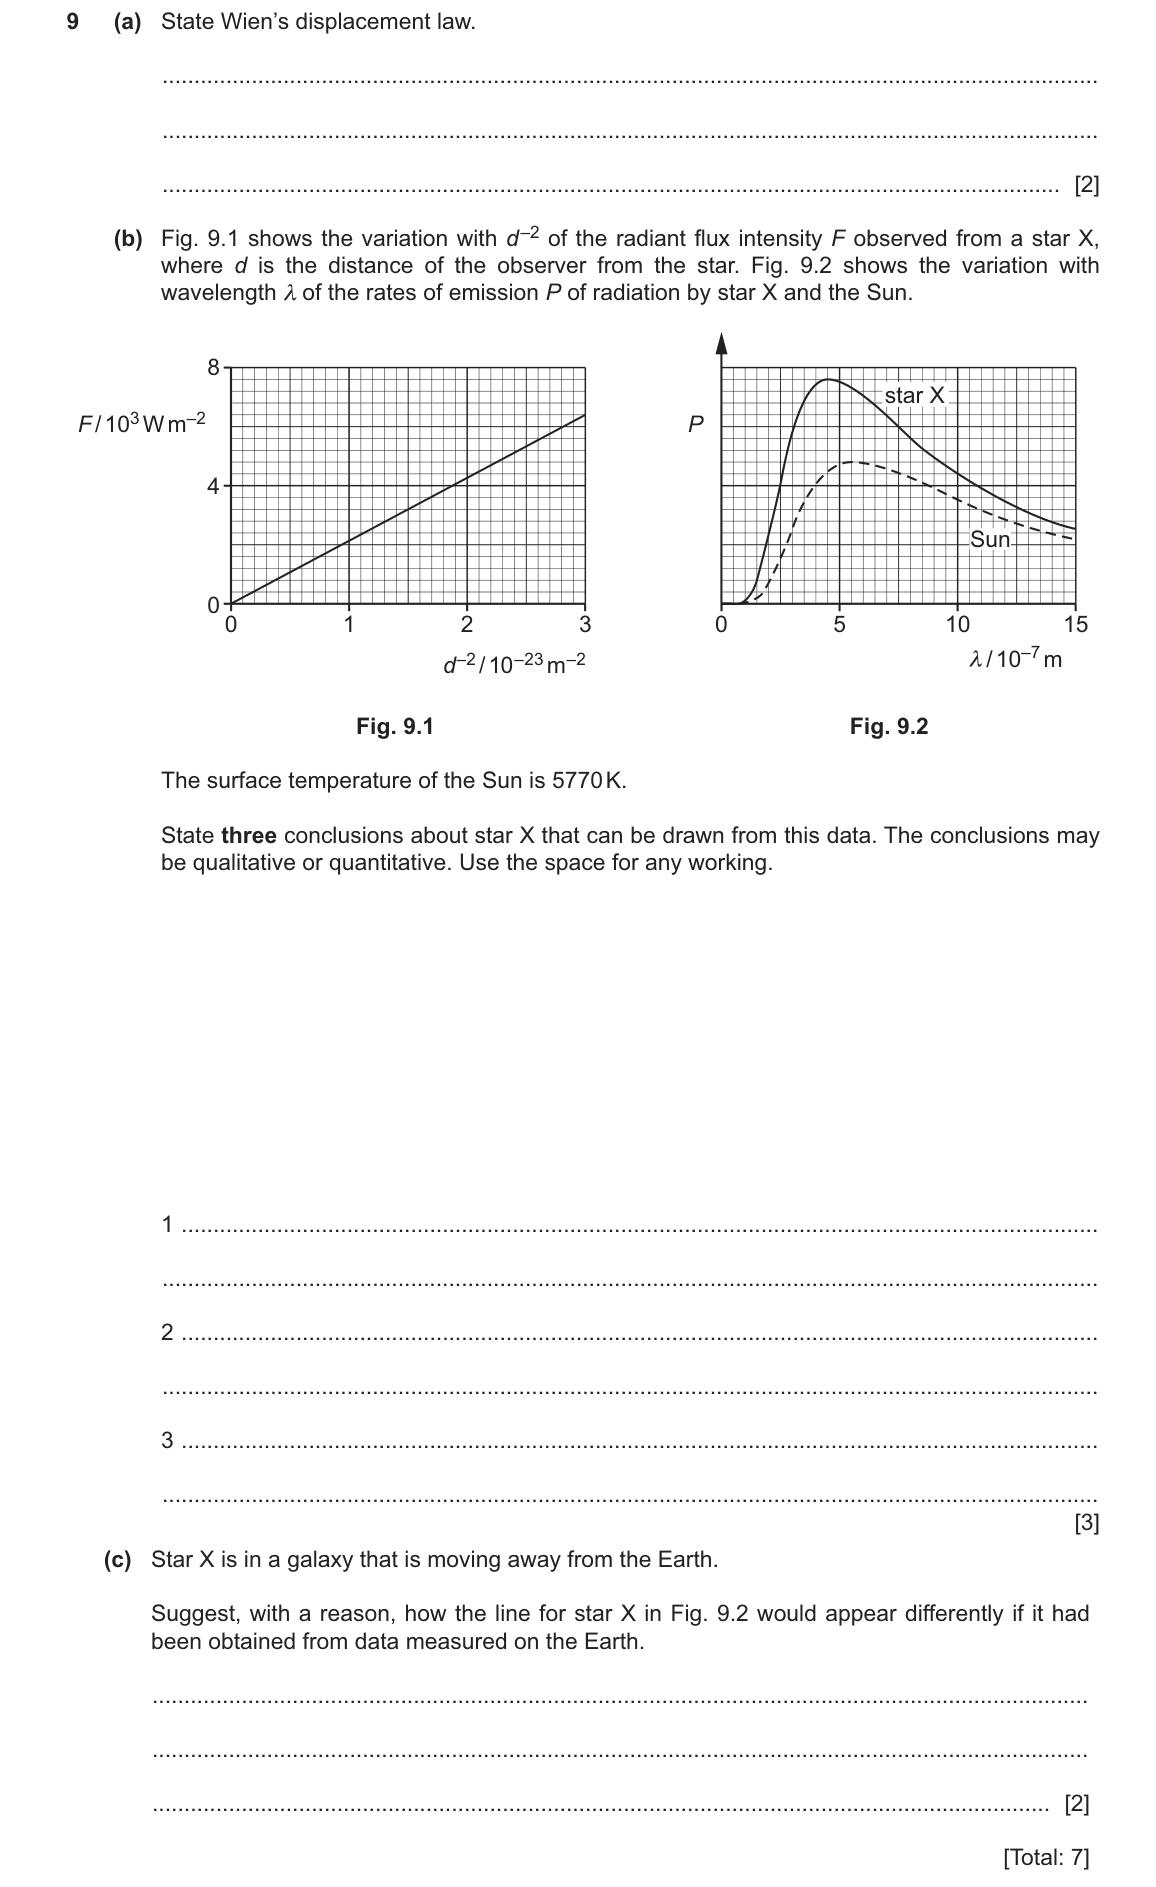 9 (a) State Wien’s displacement law.
..........................................................................................................................................
..........................................................................................................................................
.................................................................................................................................... [2]
(b) Fig. 9.1 shows the variation with d–2 of the radiant flux intensity F observed from a star X,
where d is the distance of the observer from the star. Fig. 9.2 shows the variation with
wavelength λ of the rates of emission P of radiation by star X and the Sun.
8
F / 10³ W m–2
4
0
0 1 2 3
d–2 / 10–23 m–2
Fig. 9.1
P
star X
Sun
0 5 10 15
λ / 10–7 m
Fig. 9.2
The surface temperature of the Sun is 5770 K.
State three conclusions about star X that can be drawn from this data. The conclusions may
be qualitative or quantitative. Use the space for any working.
1 ........................................................................................................................................
..........................................................................................................................................
2 ........................................................................................................................................
..........................................................................................................................................
3 ........................................................................................................................................
..........................................................................................................................................
[3]
(c) Star X is in a galaxy that is moving away from the Earth.
Suggest, with a reason, how the line for star X in Fig. 9.2 would appear differently if it had
been obtained from data measured on the Earth.
..........................................................................................................................................
..........................................................................................................................................
.................................................................................................................................... [2]
[Total: 7]